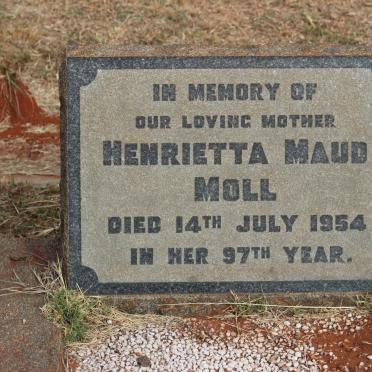 IN MEMORY OF
OUR LOVING MOTHER
HENRIETTA MAUD
MOLL
DIED 14TH JULY 1954
IN HER 97TH YEAR.